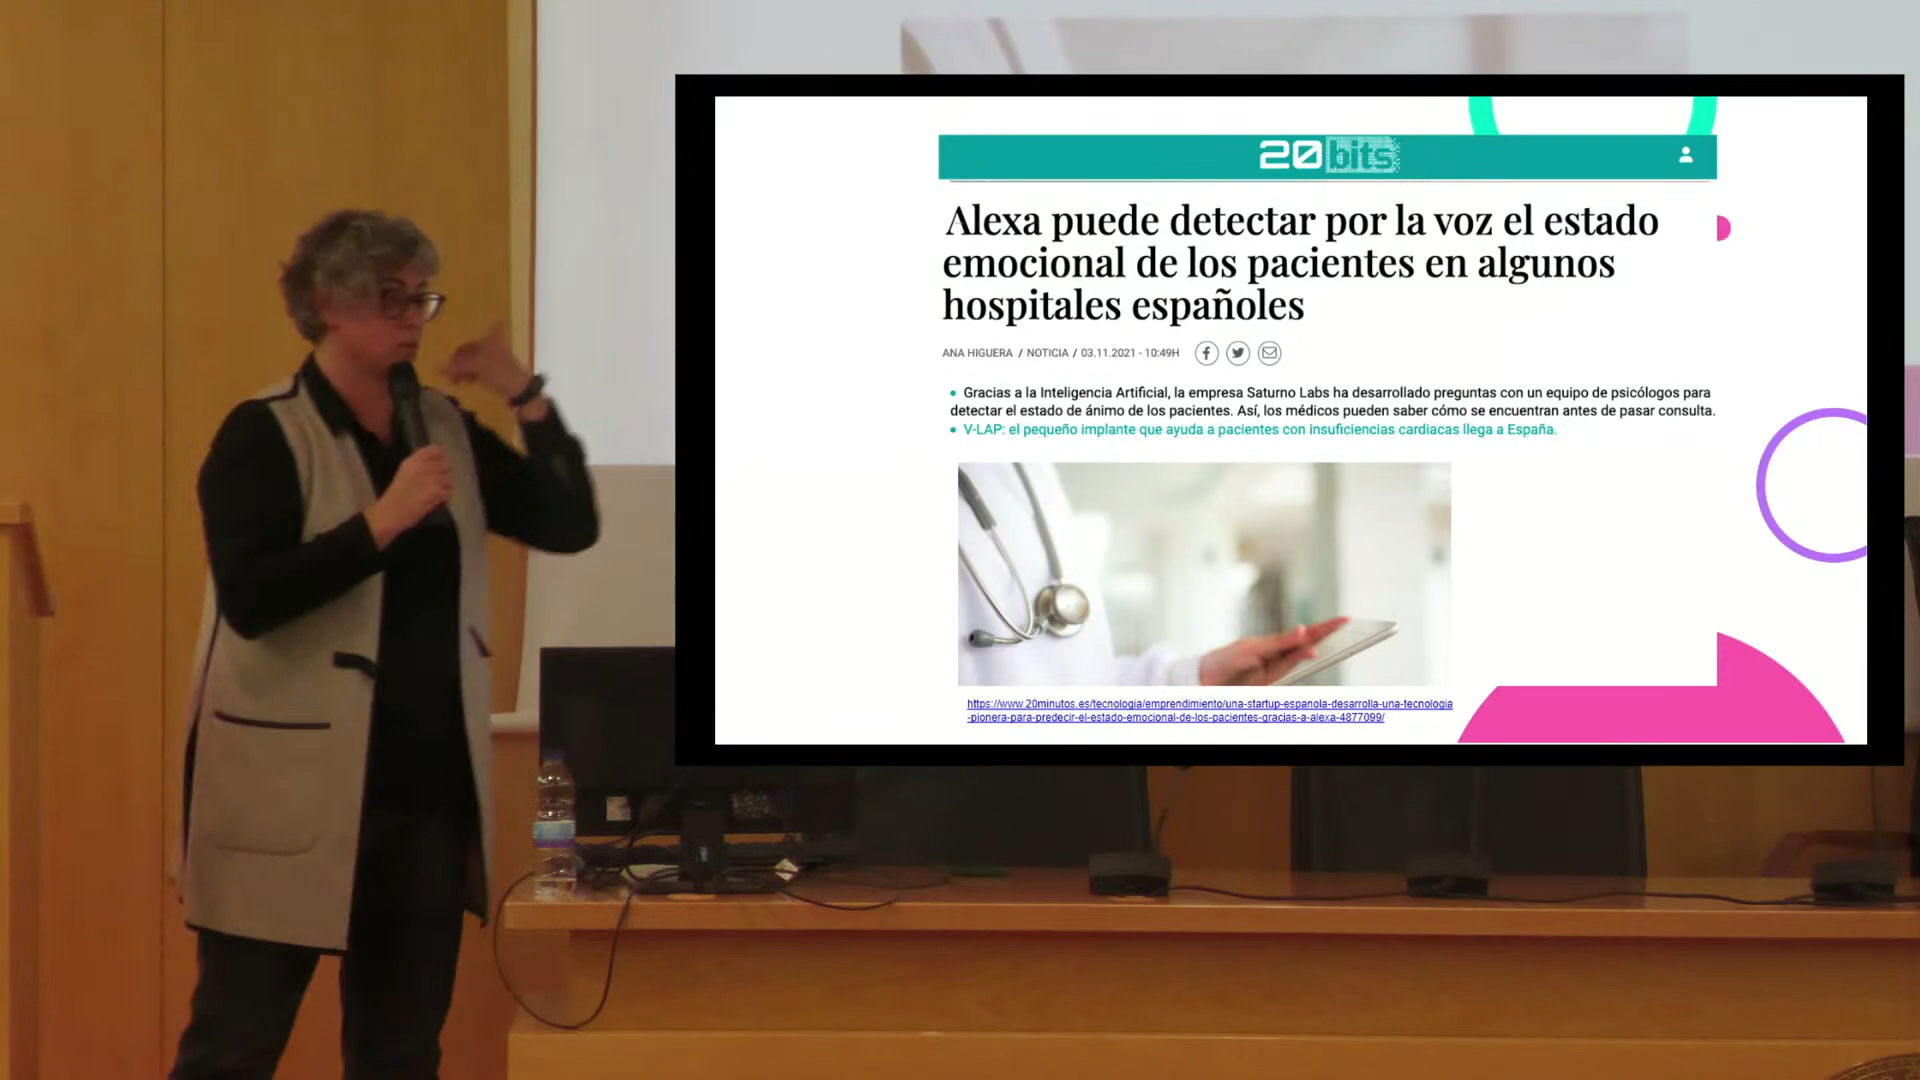 20bits
Alexa puede detectar por la voz el estado
emocional de los pacientes en algunos
hospitales españoles
ANA HIGUERA / NOTICIA / 03.11.2021 - 10:49H
• Gracias a la Inteligencia Artificial, la empresa Saturno Labs ha desarrollado preguntas con un equipo de psicólogos para
detectar el estado de ánimo de los pacientes. Así, los médicos pueden saber cómo se encuentran antes de pasar consulta.
• V-LAP: el pequeño implante que ayuda a pacientes con insuficiencias cardiacas llega a España.
https://www.20minutos.es/tecnologia/emprendimiento/una-startup-espanola-desarrolla-una-tecnologia
-pionera-para-predecir-el-estado-emocional-de-los-pacientes-gracias-a-alexa-4877099/